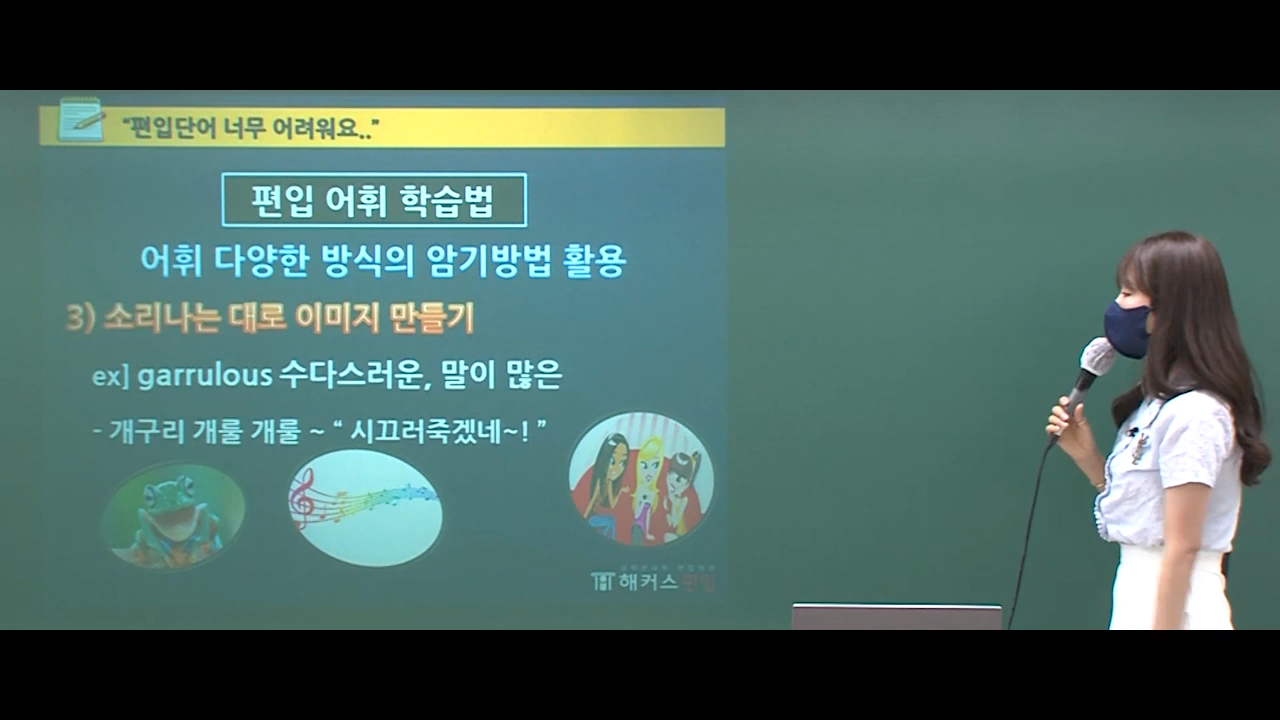 “편입단어 너무 어려워요..”
편입 어휘 학습법
어휘 다양한 방식의 암기방법 활용
3) 소리나는 대로 이미지 만들기
ex] garrulous 수다스러운, 말이 많은
- 개구리 개룰 개룰 ~ “ 시끄러죽겠네~! ”
해커스편입